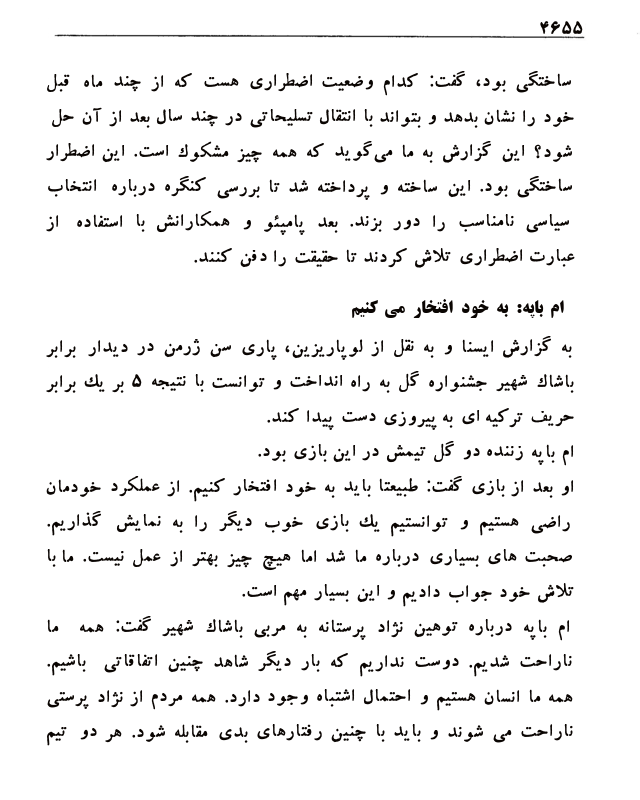 ۴۶۵۵
ساختگی بود، گفت: کدام وضعیت اضطراری هست که از چند ماه قبل
خود را نشان بدهد و بتواند با انتقال تسلیحاتی در چند سال بعد از آن حل
شود؟ این گزارش به ما می‌گوید که همه چیز مشکوك است. این اضطرار
ساختگی بود. این ساخته و پرداخته شد تا بررسی کنگره درباره انتخاب
سیاسی نامناسب را دور بزند. بعد پامپئو و همکارانش با استفاده از
عبارت اضطراری تلاش کردند تا حقیقت را دفن کنند.
ام باپه: به خود افتخار می کنیم
به گزارش ایسنا و به نقل از لوپاریزین، پاری سن ژرمن در دیدار برابر
باشاك شهیر جشنواره گل به راه انداخت و توانست با نتیجه ۵ بر یك برابر
حریف ترکیه ای به پیروزی دست پیدا کند.
ام باپه زننده دو گل تیمش در این بازی بود.
او بعد از بازی گفت: طبیعتا باید به خود افتخار کنیم. از عملکرد خودمان
راضی هستیم و توانستیم یك بازی خوب دیگر را به نمایش گذاریم.
صحبت های بسیاری درباره ما شد اما هیچ چیز بهتر از عمل نیست. ما با
تلاش خود جواب دادیم و این بسیار مهم است.
ام باپه درباره توهین نژاد پرستانه به مربی باشاك شهیر گفت: همه ما
ناراحت شدیم. دوست نداریم که بار دیگر شاهد چنین اتفاقاتی باشیم.
همه ما انسان هستیم و احتمال اشتباه وجود دارد. همه مردم از نژاد پرستی
ناراحت می شوند و باید با چنین رفتارهای بدی مقابله شود. هر دو تیم